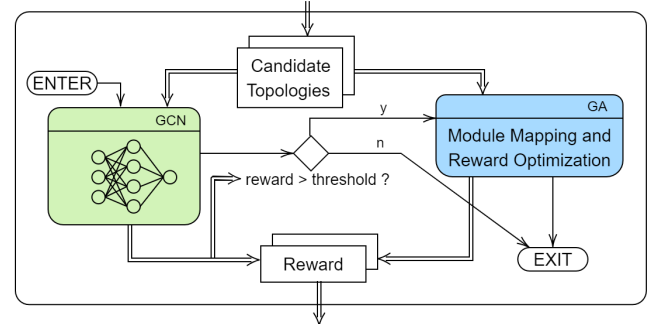 Candidate
Topologies
ENTER
GCN
y
GA
Module Mapping and
Reward Optimization
n
reward > threshold ?
Reward
EXIT